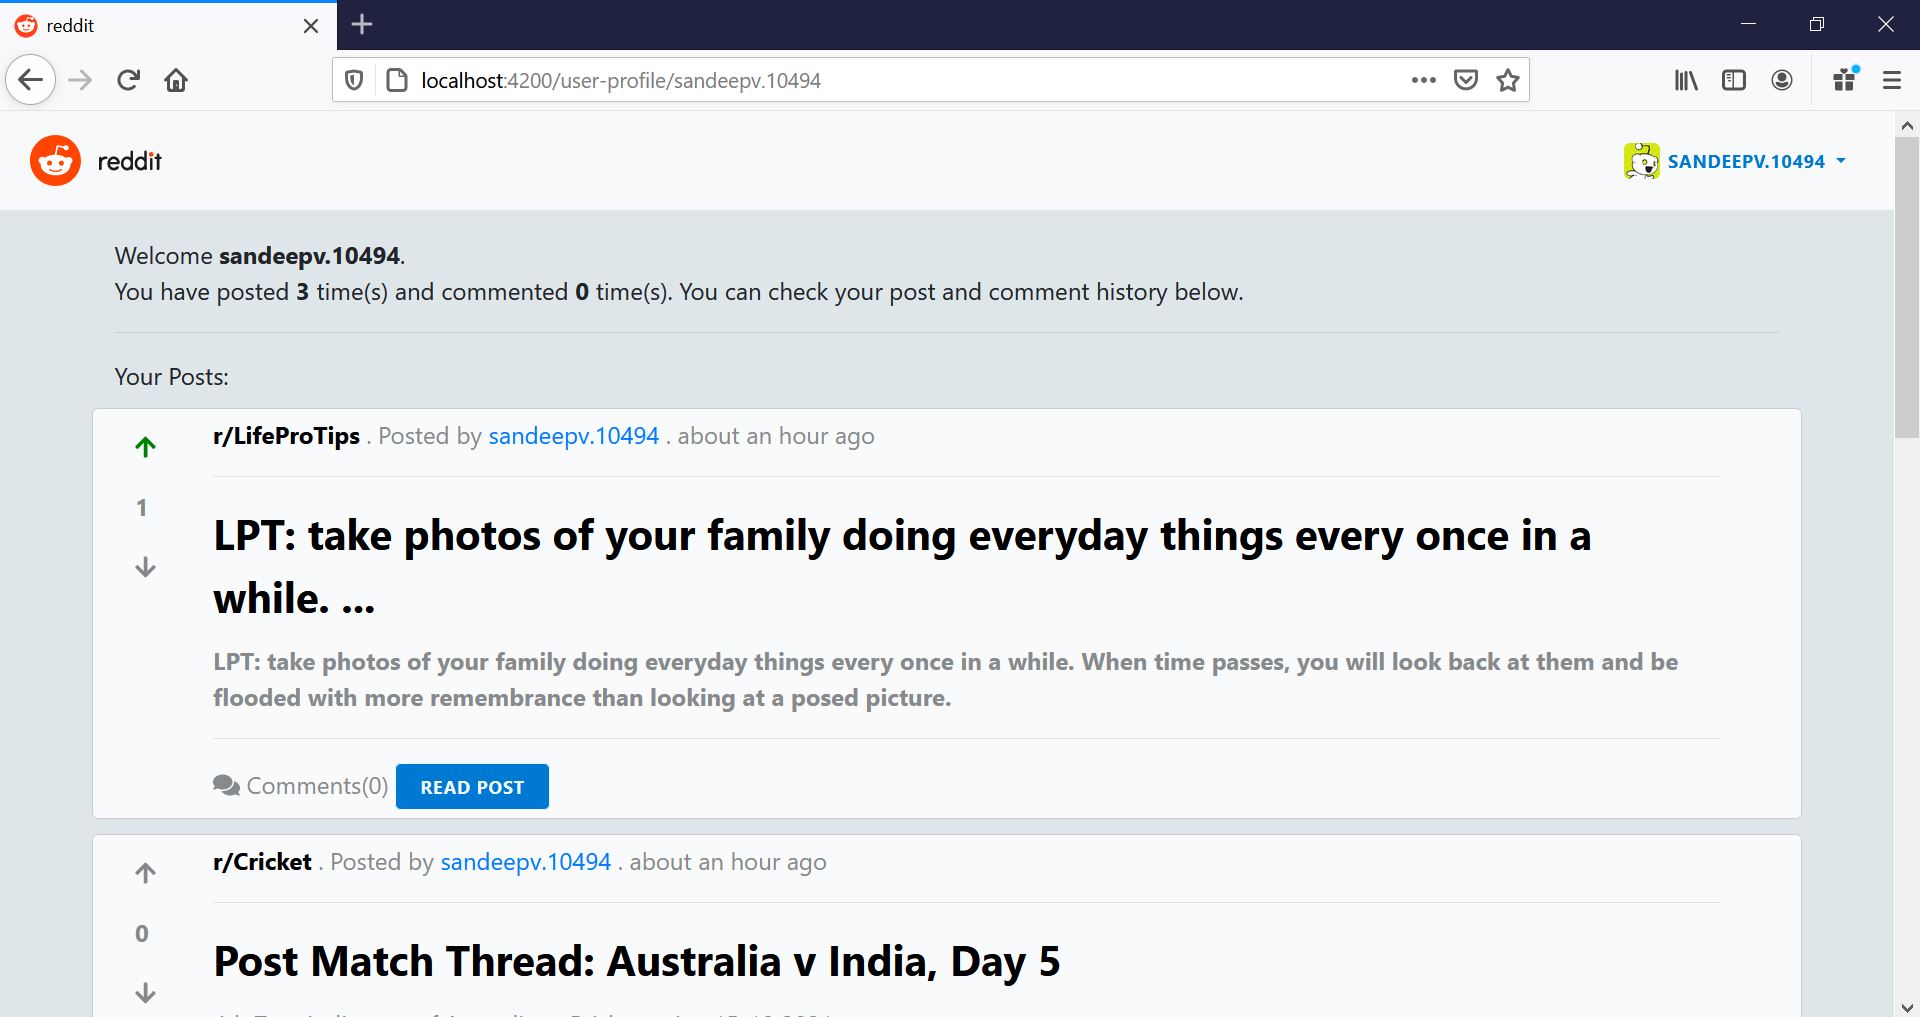 reddit
localhost:4200/user-profile/sandeepv.10494
reddit
SANDEEPV.10494
Welcome sandeepv.10494.
You have posted 3 time(s) and commented 0 time(s). You can check your post and comment history below.
Your Posts:
r/LifeProTips . Posted by sandeepv.10494 . about an hour ago
1
LPT: take photos of your family doing everyday things every once in a
while. ...
LPT: take photos of your family doing everyday things every once in a while. When time passes, you will look back at them and be
flooded with more remembrance than looking at a posed picture.
Comments(0) READ POST
r/Cricket . Posted by sandeepv.10494 . about an hour ago
0
Post Match Thread: Australia v India, Day 5